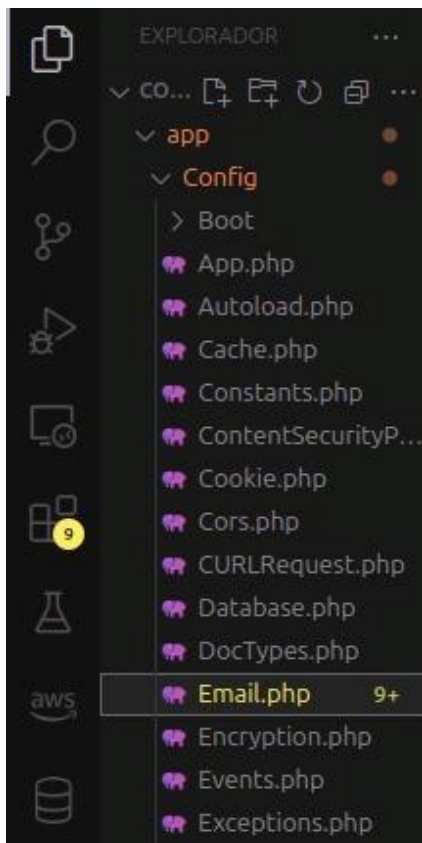 EXPLORADOR ...
CO... ...
app
Config
Boot
App.php
Autoload.php
Cache.php
Constants.php
ContentSecurityP...
Cookie.php
Cors.php
9
CURLRequest.php
Database.php
DocTypes.php
aws
Email.php 9+
Encryption.php
Events.php
Exceptions.php